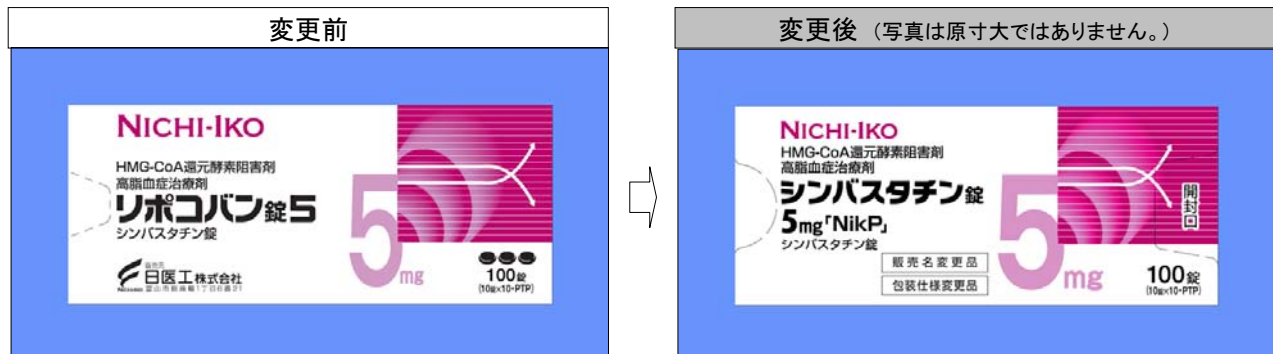 変更前
NICHI-IKO
HMG-CoA還元酵素阻害剤
高脂血症治療剤
リポコバン錠5
シンバスタチン錠
日医工株式会社
5mg
100錠
(10錠×10・PTP)
変更後 (写真は原寸大ではありません。)
NICHI-IKO
HMG-CoA還元酵素阻害剤
高脂血症治療剤
シンバスタチン錠
5mg「NikP」
シンバスタチン錠
販売名変更品
包装仕様変更品
5mg
開封口
100錠
(10錠×10・PTP)